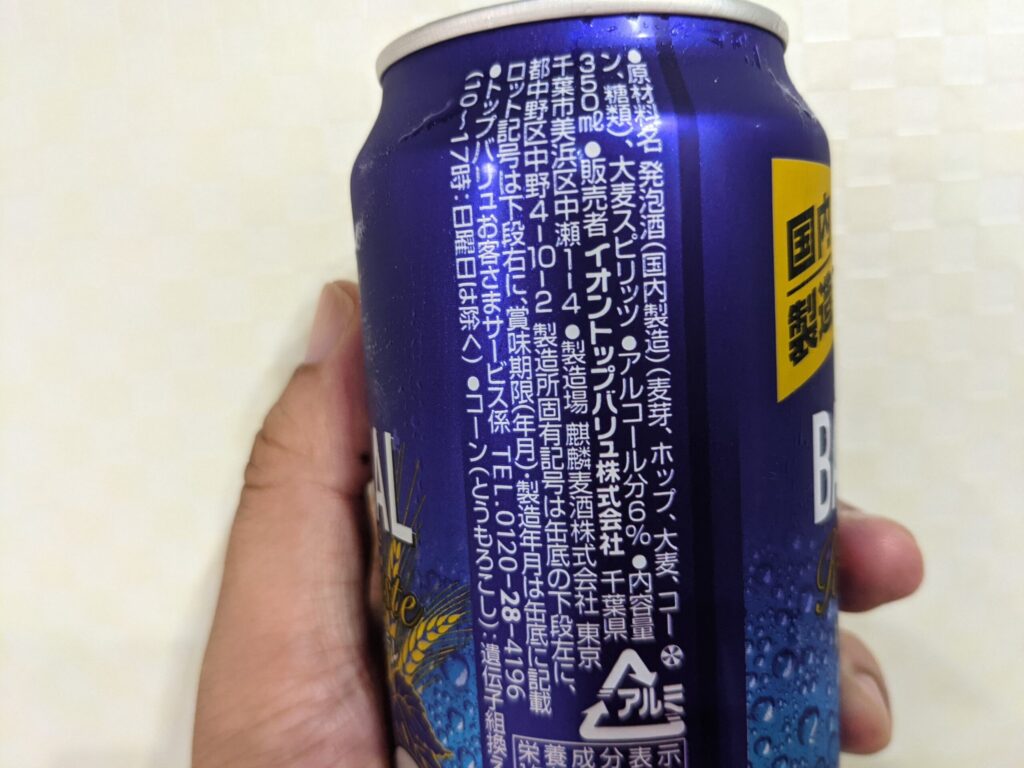 ●原材料名 発泡酒(国内製造)(麦芽、ホップ、大麦、コー
ン、糖類)、大麦スピリッツ ●アルコール分6% ●内容量
350㎖ ●販売者 イオントップバリュ株式会社 千葉県
千葉市美浜区中瀬1-4 ●製造場 麒麟麦酒株式会社 東京
都中野区中野4-10-2 製造所固有記号は缶底の下段左に、
ロット記号は下段右に、賞味期限(年月)・製造年月は缶底に記載
●トップバリュお客さまサービス係 TEL.0120-28-4196
(10~17時:日曜日は除く) ●コーン(とうもろこし):遺伝子組換え
アルミ
栄養成分表示
国内
製造
BA
AL